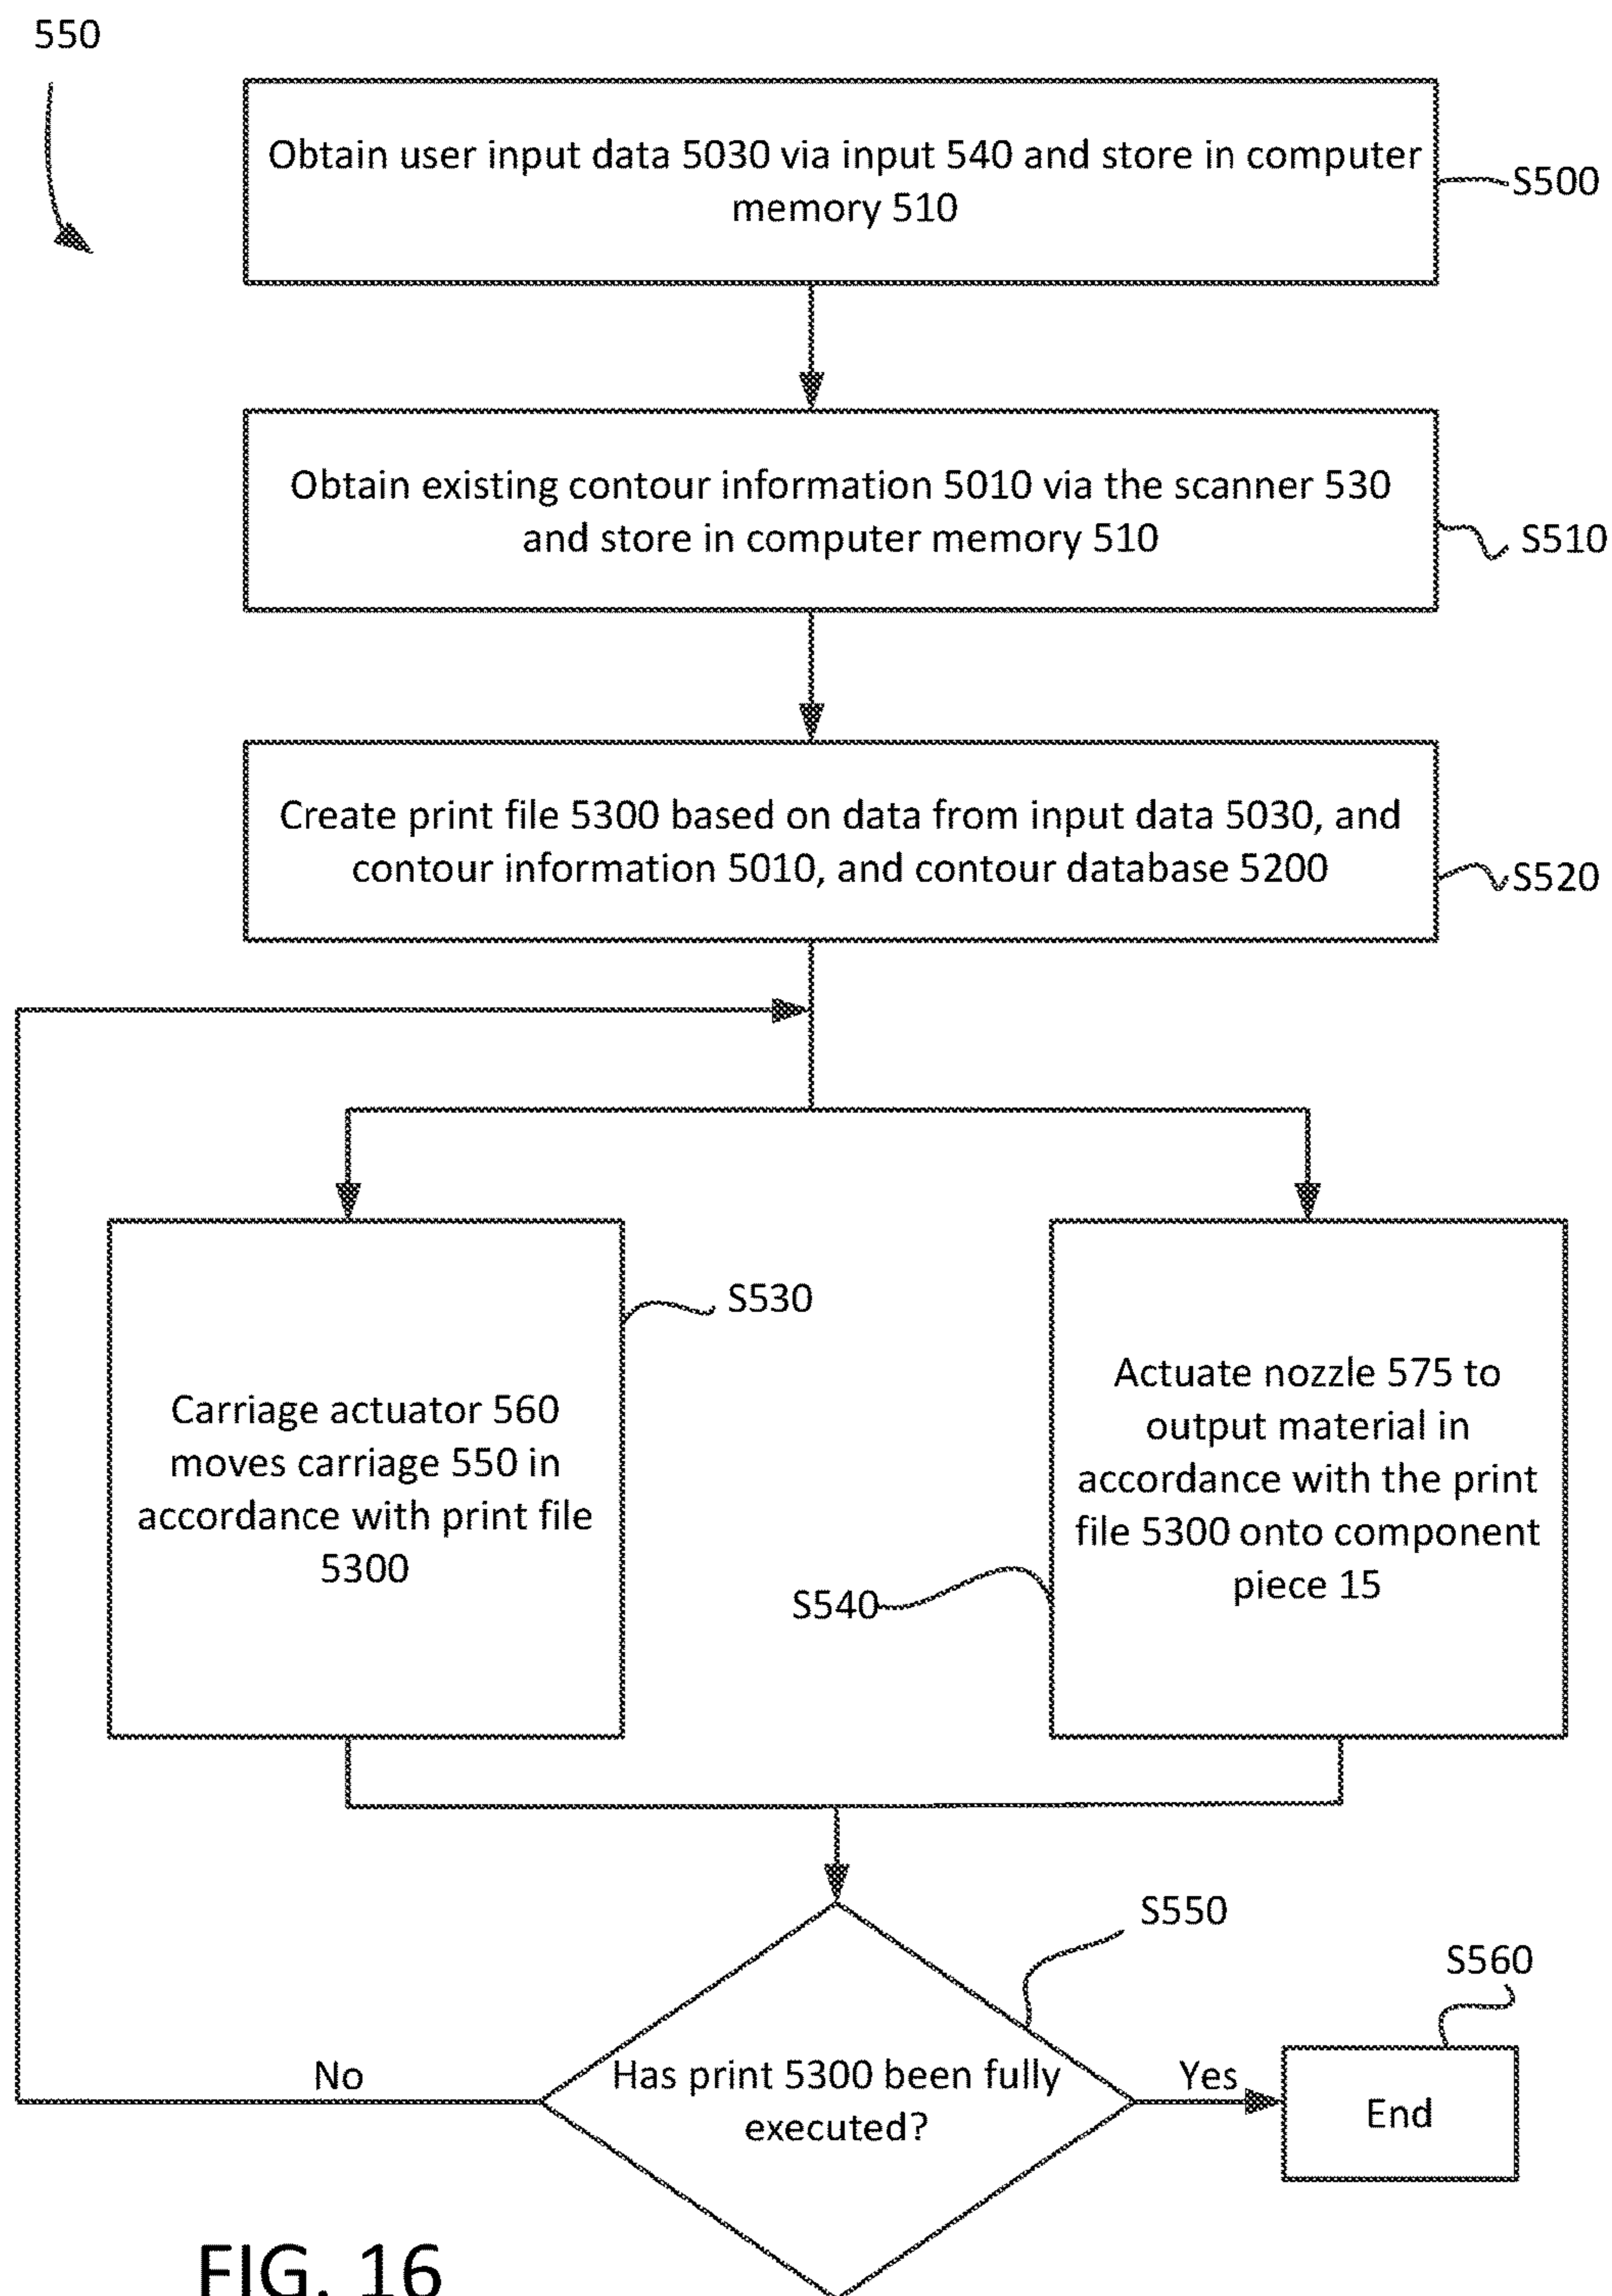 550
Obtain user input data 5030 via input 540 and store in computer
memory 510
S500
Obtain existing contour information 5010 via the scanner 530
and store in computer memory 510
S510
Create print file 5300 based on data from input data 5030, and
contour information 5010, and contour database 5200
S520
Carriage actuator 560
moves carriage 550 in
accordance with print file
5300
S530
Actuate nozzle 575 to
output material in
accordance with the print
file 5300 onto component
piece 15
S540
Has print 5300 been fully
executed?
S550
No
Yes
End
S560
FIG. 16